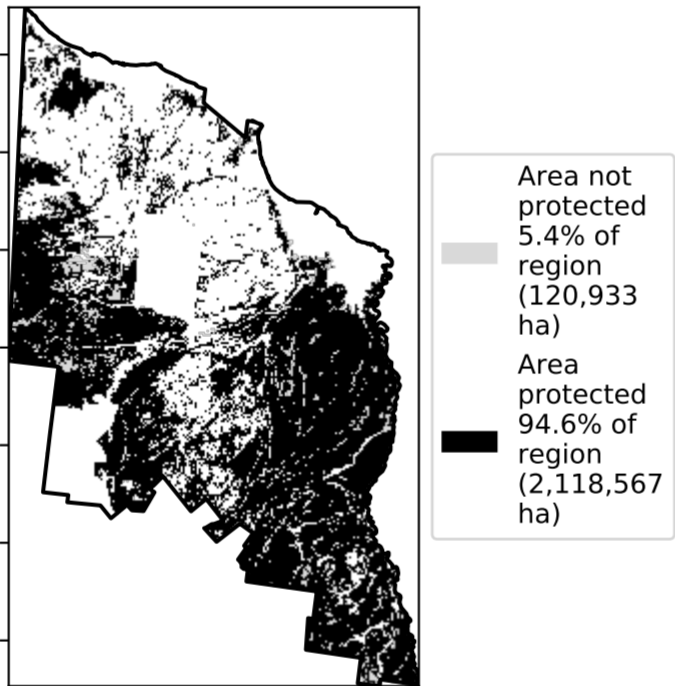 Area not
protected
5.4% of
region
(120,933
ha)
Area
protected
94.6% of
region
(2,118,567
ha)